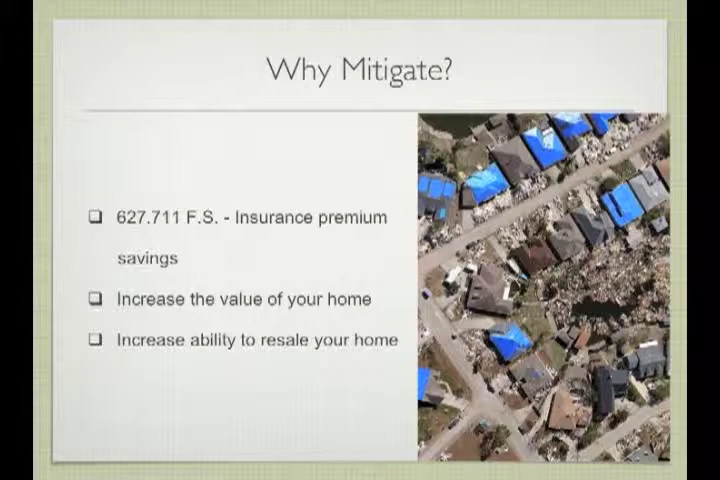 Why Mitigate?
627.711 F.S. - Insurance premium
savings
Increase the value of your home
Increase ability to resale your home